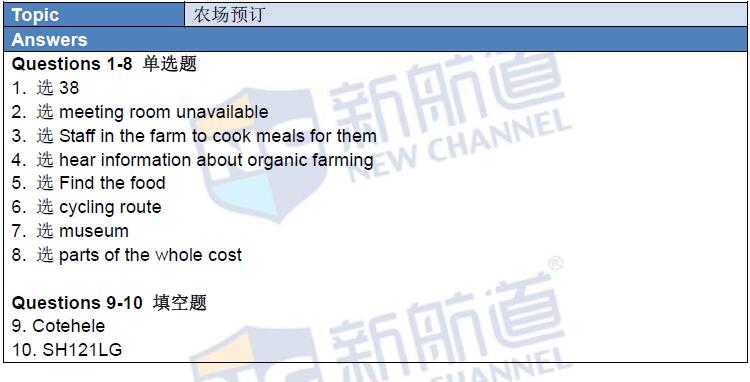 Topic 农场预订
Answers
Questions 1-8 单选题
1. 选 38
2. 选 meeting room unavailable
3. 选 Staff in the farm to cook meals for them
4. 选 hear information about organic farming
5. 选 Find the food
6. 选 cycling route
7. 选 museum
8. 选 parts of the whole cost
Questions 9-10 填空题
9. Cotehele
10. SH121LG
新航道
NEW CHANNEL
®
新航道
CHANNEL